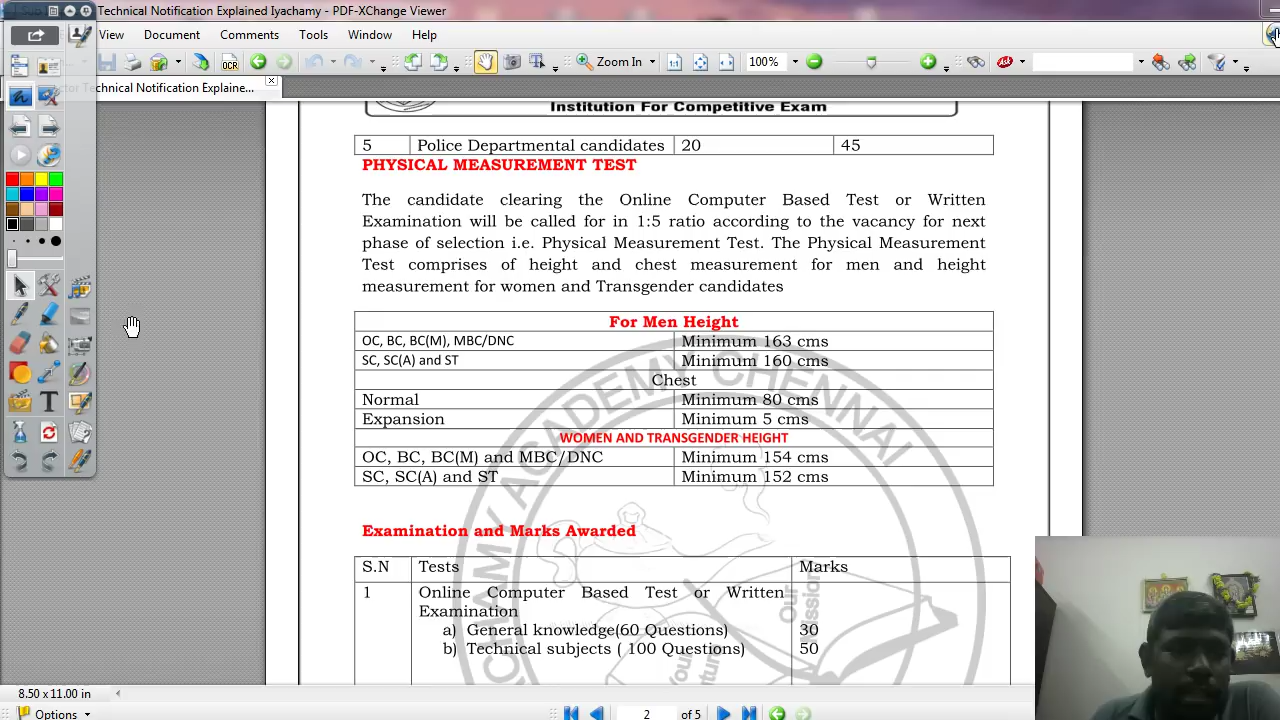 Technical Notification Explained Iyachamy - PDF-XChange Viewer
View Document Comments Tools Window Help
OCR Zoom In 100%
ctor Technical Notification Explaine...
Institution For Competitive Exam
5 Police Departmental candidates 20 45
PHYSICAL MEASUREMENT TEST
The candidate clearing the Online Computer Based Test or Written
Examination will be called for in 1:5 ratio according to the vacancy for next
phase of selection i.e. Physical Measurement Test. The Physical Measurement
Test comprises of height and chest measurement for men and height
measurement for women and Transgender candidates
For Men Height
OC, BC, BC(M), MBC/DNC Minimum 163 cms
SC, SC(A) and ST Minimum 160 cms
Chest
Normal Minimum 80 cms
Expansion Minimum 5 cms
WOMEN AND TRANSGENDER HEIGHT
OC, BC, BC(M) and MBC/DNC Minimum 154 cms
SC, SC(A) and ST Minimum 152 cms
CHAMY ACADEMY CHENNAI
Examination and Marks Awarded
S.N Tests Marks
1 Online Computer Based Test or Written
Examination
a) General knowledge(60 Questions) 30
b) Technical subjects ( 100 Questions) 50
Our
8.50 x 11.00 in
Options 2 of 5